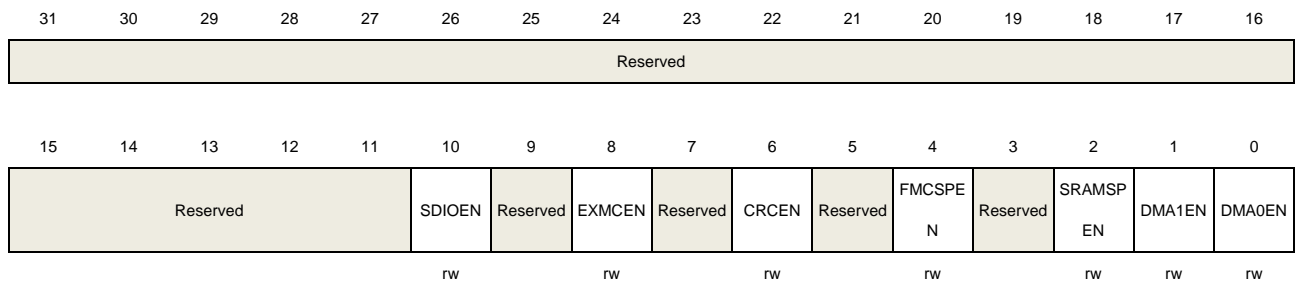 31 30 29 28 27 26 25 24 23 22 21 20 19 18 17 16
Reserved
15 14 13 12 11 10 9 8 7 6 5 4 3 2 1 0
Reserved SDIOEN Reserved EXMCEN Reserved CRCEN Reserved FMCSPE Reserved SRAMSP DMA1EN DMA0EN
N EN
rw rw rw rw rw rw rw